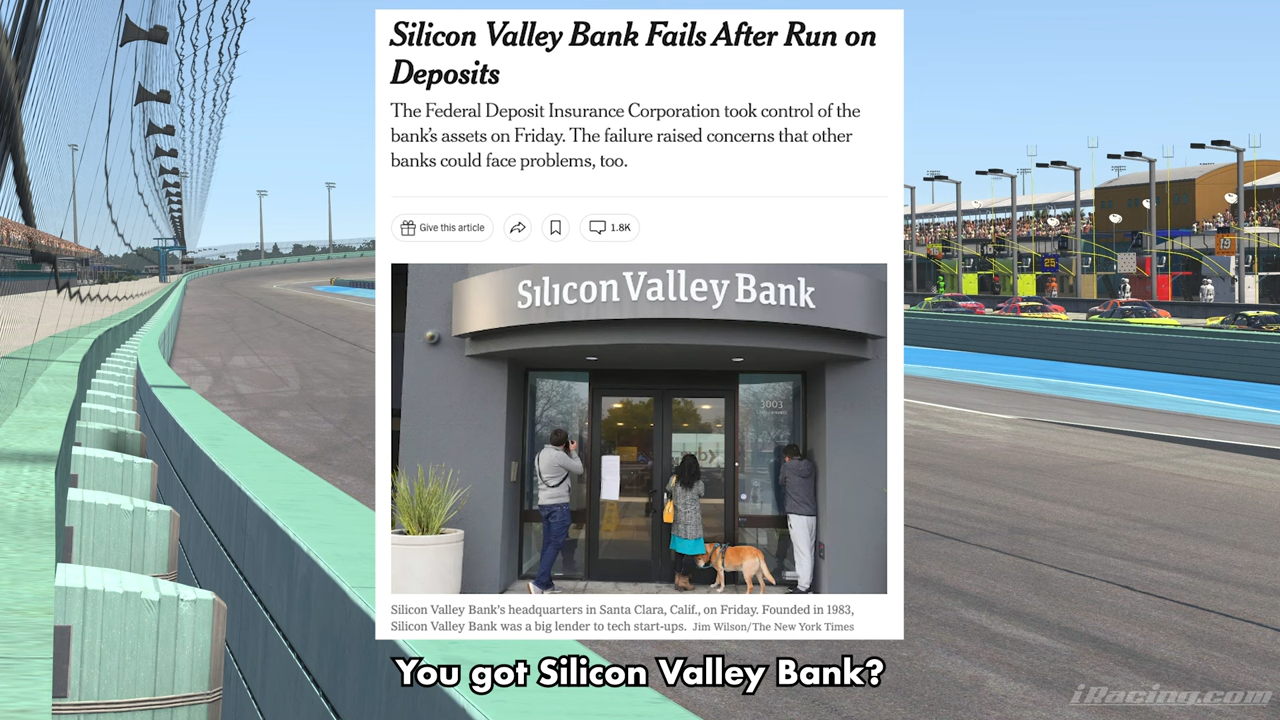 Silicon Valley Bank Fails After Run on
Deposits
The Federal Deposit Insurance Corporation took control of the
bank's assets on Friday. The failure raised concerns that other
banks could face problems, too.
Give this article
1.8K
Silicon Valley Bank
3003
Silicon Valley Bank's headquarters in Santa Clara, Calif., on Friday. Founded in 1983,
Silicon Valley Bank was a big lender to tech start-ups. Jim Wilson/The New York Times
10
25
19
You got Silicon Valley Bank?
iRacing.com